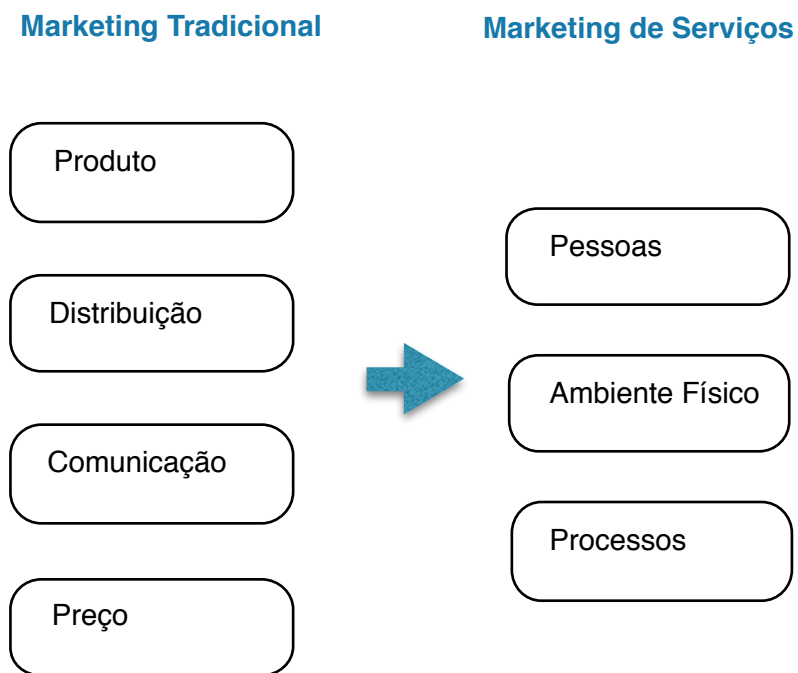 Marketing Tradicional
Marketing de Serviços
Produto
Distribuição
Comunicação
Preço
Pessoas
Ambiente Físico
Processos